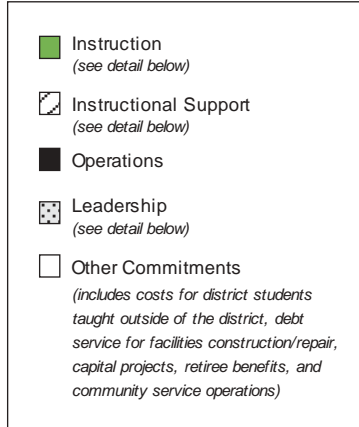 Instruction
(see detail below)
Instructional Support
(see detail below)
Operations
Leadership
(see detail below)
Other Commitments
(includes costs for district students
taught outside of the district, debt
service for facilities construction/repair,
capital projects, retiree benefits, and
community service operations)